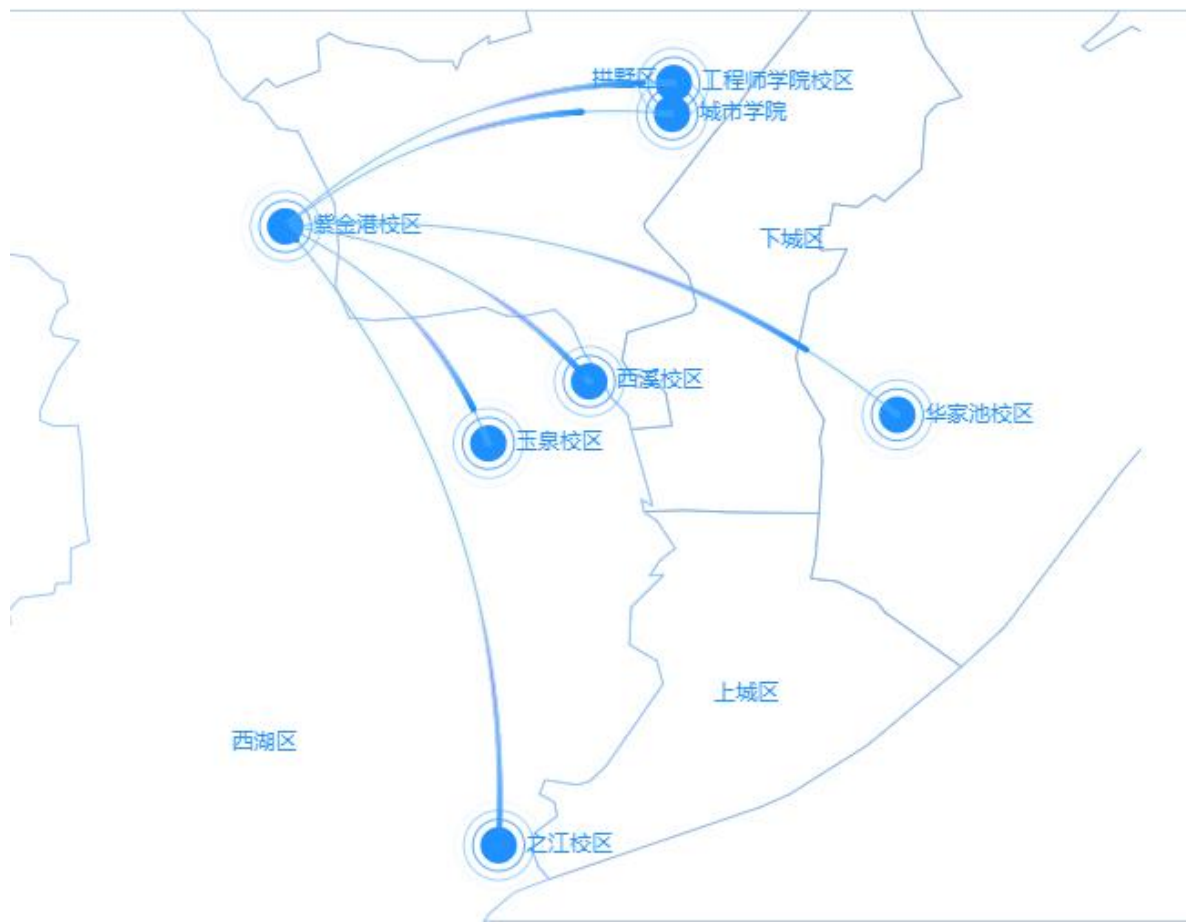 拱墅区
工程师学院校区
城市学院
紫金港校区
下城区
西溪校区
华家池校区
玉泉校区
上城区
西湖区
之江校区